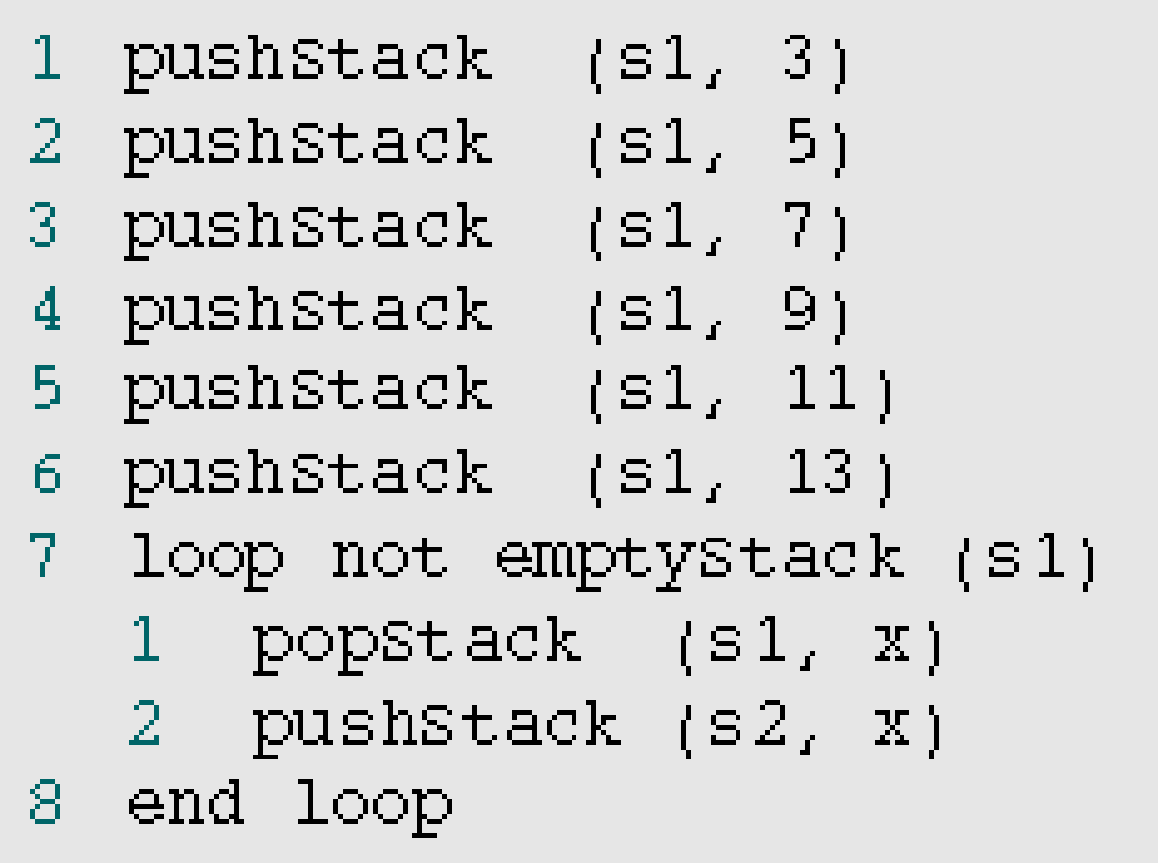 1 pushStack (s1, 3)
2 pushStack (s1, 5)
3 pushStack (s1, 7)
4 pushStack (s1, 9)
5 pushStack (s1, 11)
6 pushStack (s1, 13)
7 loop not emptyStack (s1)
1 popStack (s1, x)
2 pushStack (s2, x)
8 end loop